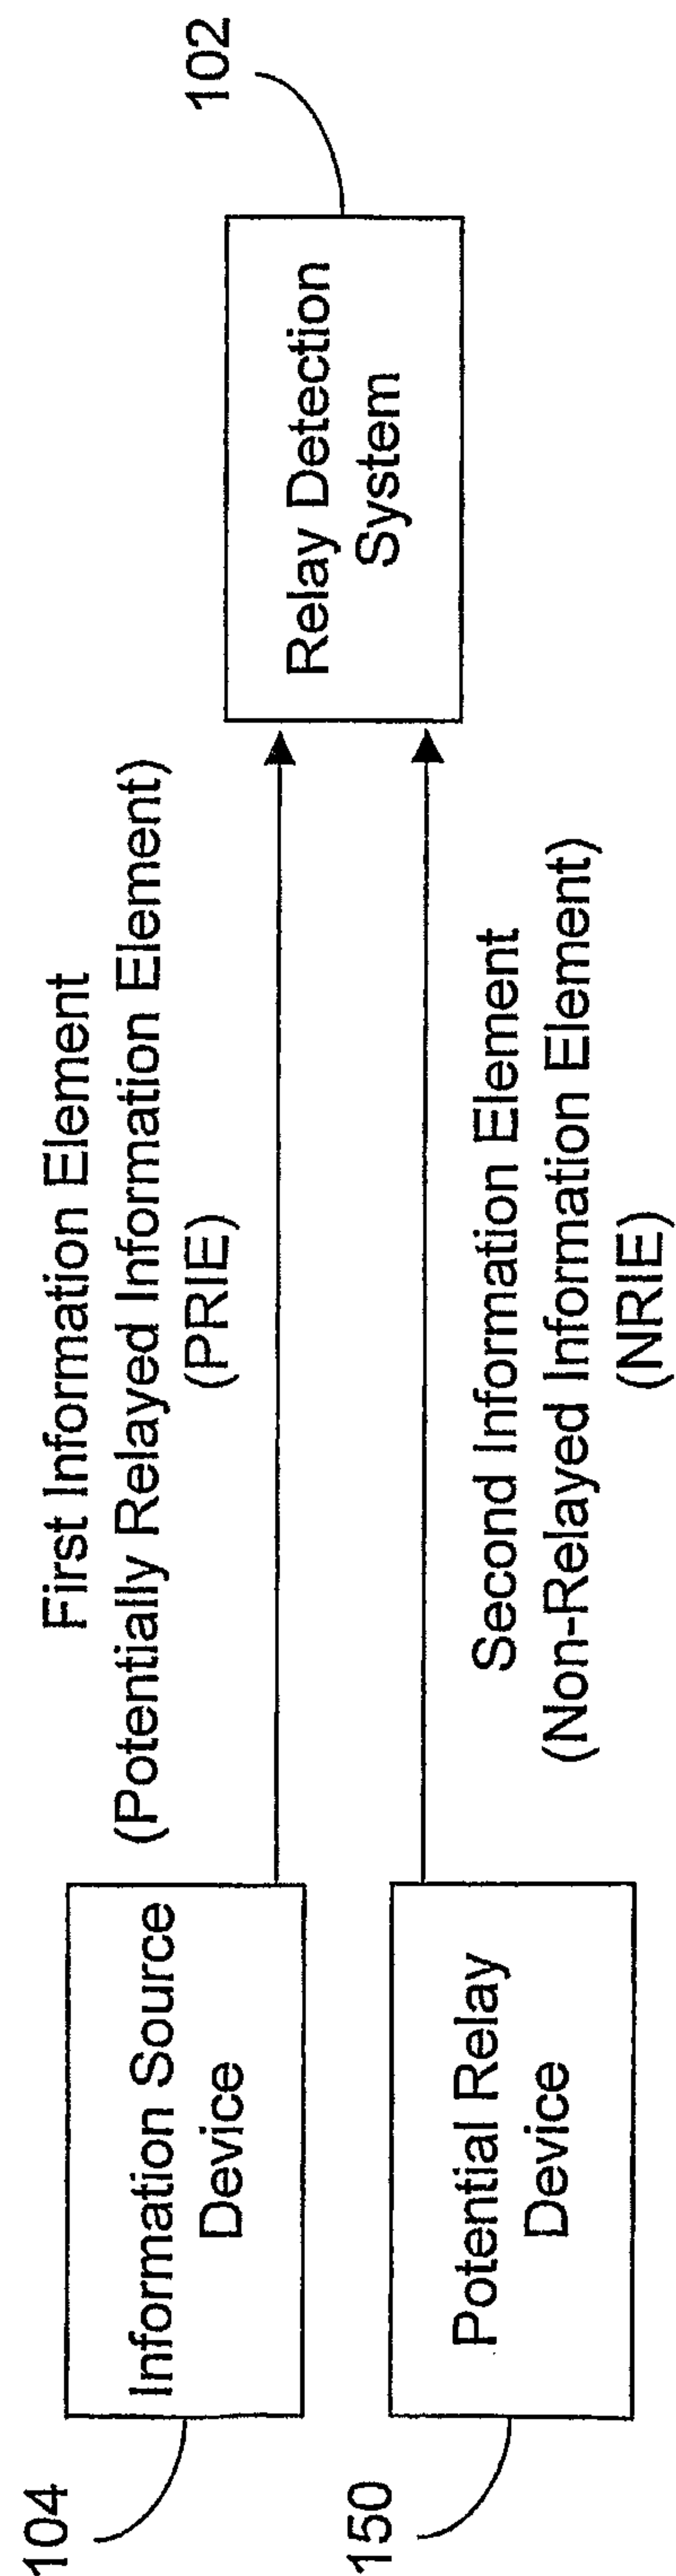 104
Information Source
Device
First Information Element
(Potentially Relayed Information Element)
(PRIE)
102
Relay Detection
System
150
Potential Relay
Device
Second Information Element
(Non-Relayed Information Element)
(NRIE)